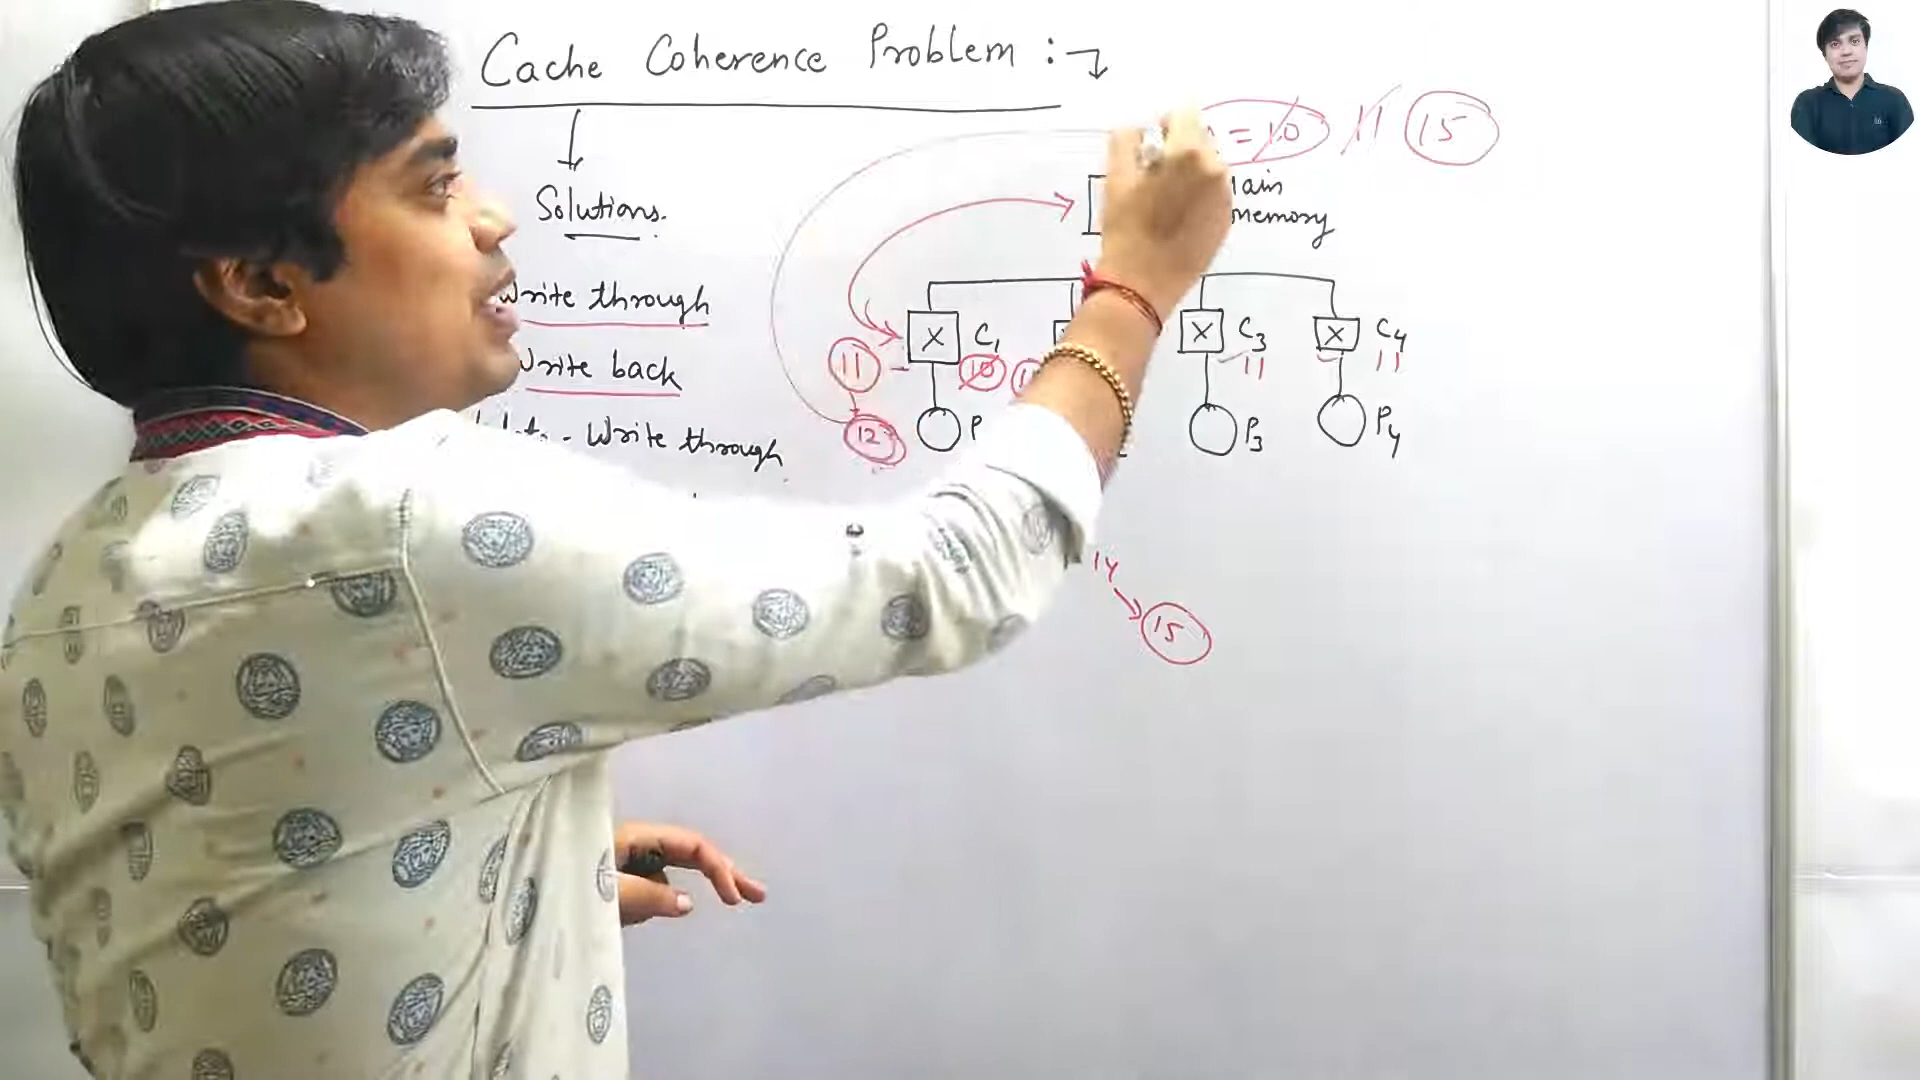 Cache Coherence Problem :
= 10 11 15
Solutions.
memory
Write through
11 X C1 X C3 X C4
10 11 11
Write back
12 P P3 P4
- Write through
14
15